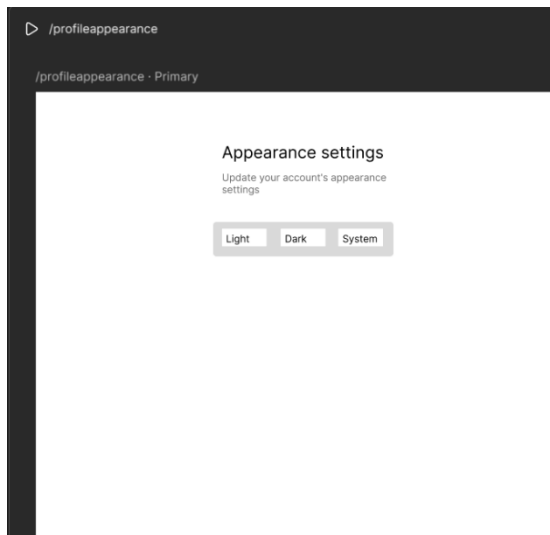 /profileappearance
/profileappearance · Primary
Appearance settings
Update your account's appearance
settings
Light Dark System